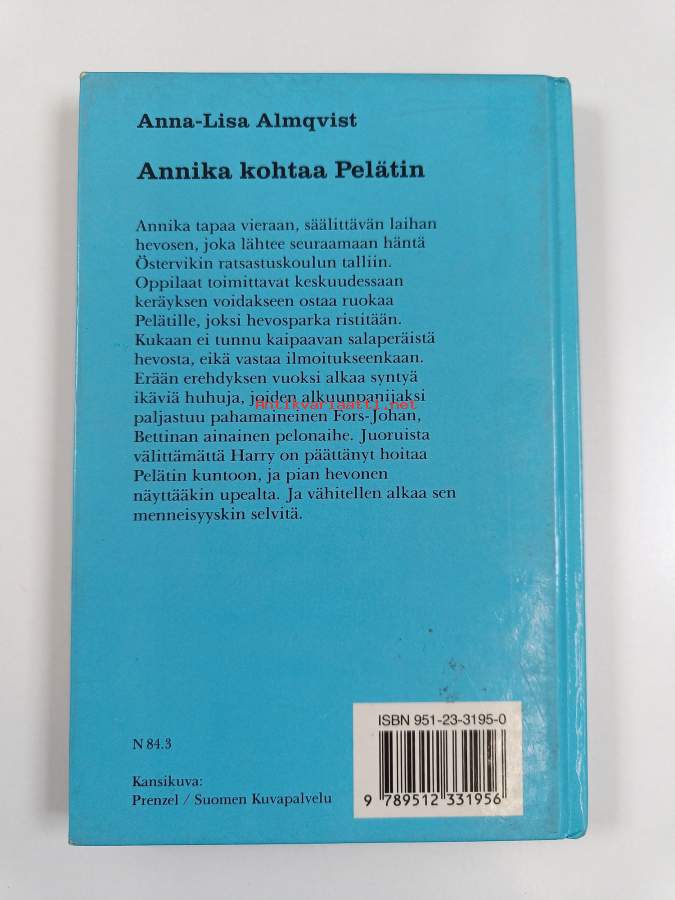 Anna-Lisa Almqvist
Annika kohtaa Pelätin
Annika tapaa vieraan, säälittävän laihan
hevosen, joka lähtee seuraamaan häntä
Östervikin ratsastuskoulun talliin.
Oppilaat toimittavat keskuudessaan
keräyksen voidakseen ostaa ruokaa
Pelätille, joksi hevosparka ristitään.
Kukaan ei tunnu kaipaavan salaperäistä
hevosta, eikä vastaa ilmoitukseenkaan.
Erään erehdyksen vuoksi alkaa syntyä
ikäviä huhuja, joiden alkuunpanijaksi
Antikvariaatti.net
paljastuu pahamaineinen Fors-Johan,
Bettinan ainainen pelonaihe. Juoruista
välittämättä Harry on päättänyt hoitaa
Pelätin kuntoon, ja pian hevonen
näyttääkin upealta. Ja vähitellen alkaa sen
menneisyyskin selvitä.
ISBN 951-23-3195-0
N 84.3
Kansikuva:
Prenzel / Suomen Kuvapalvelu
9 789512 331956